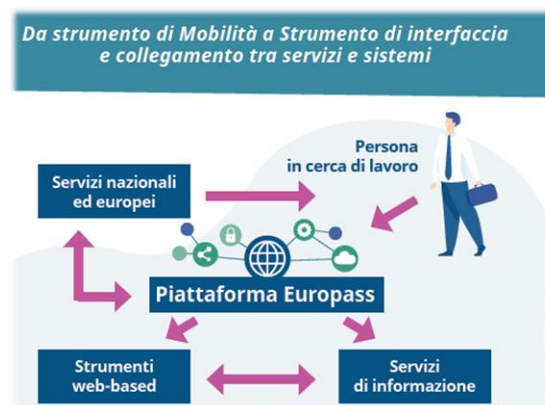 Da strumento di Mobilità a Strumento di interfaccia
e collegamento tra servizi e sistemi
Persona
in cerca di lavoro
Servizi nazionali
ed europei
Piattaforma Europass
Strumenti
web-based
Servizi
di informazione